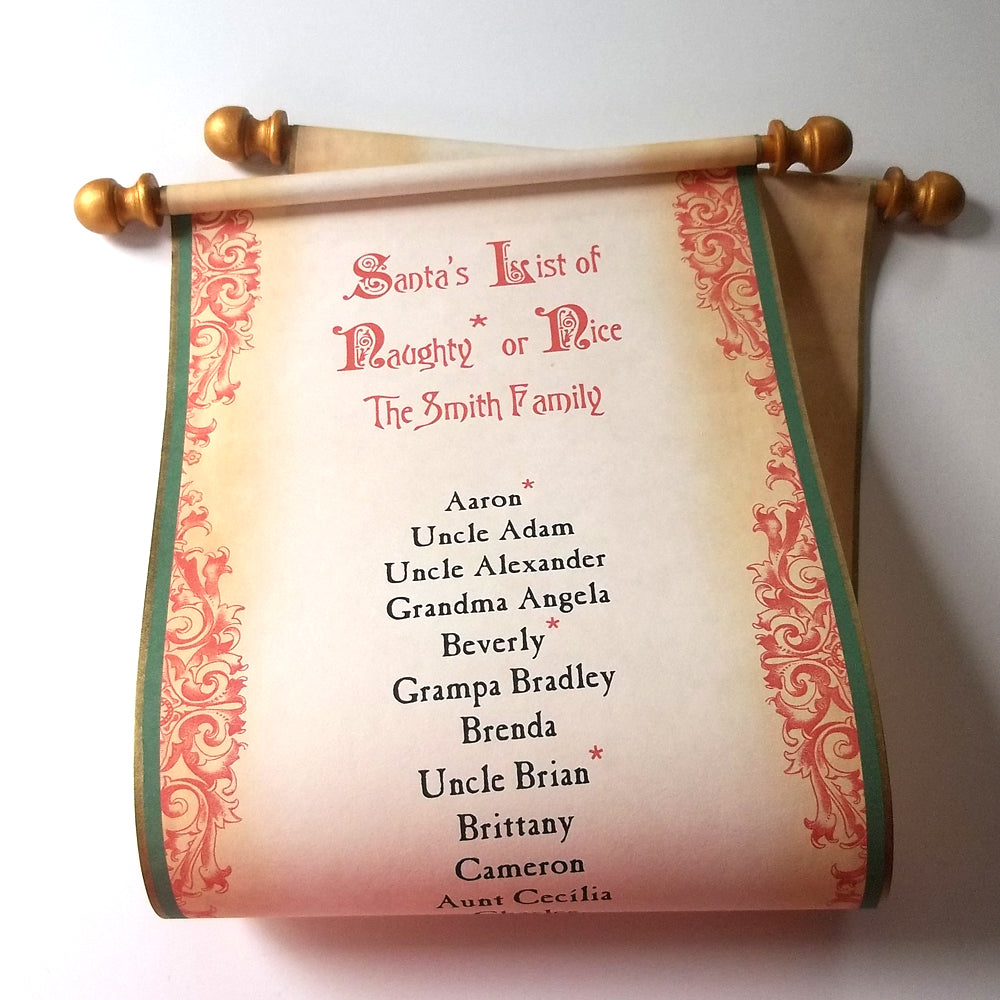 Santa's List of
Naughty* or Nice
The Smith Family
Aaron*
Uncle Adam
Uncle Alexander
Grandma Angela
Beverly*
Grampa Bradley
Brenda
Uncle Brian*
Brittany
Cameron
Aunt Cecilia